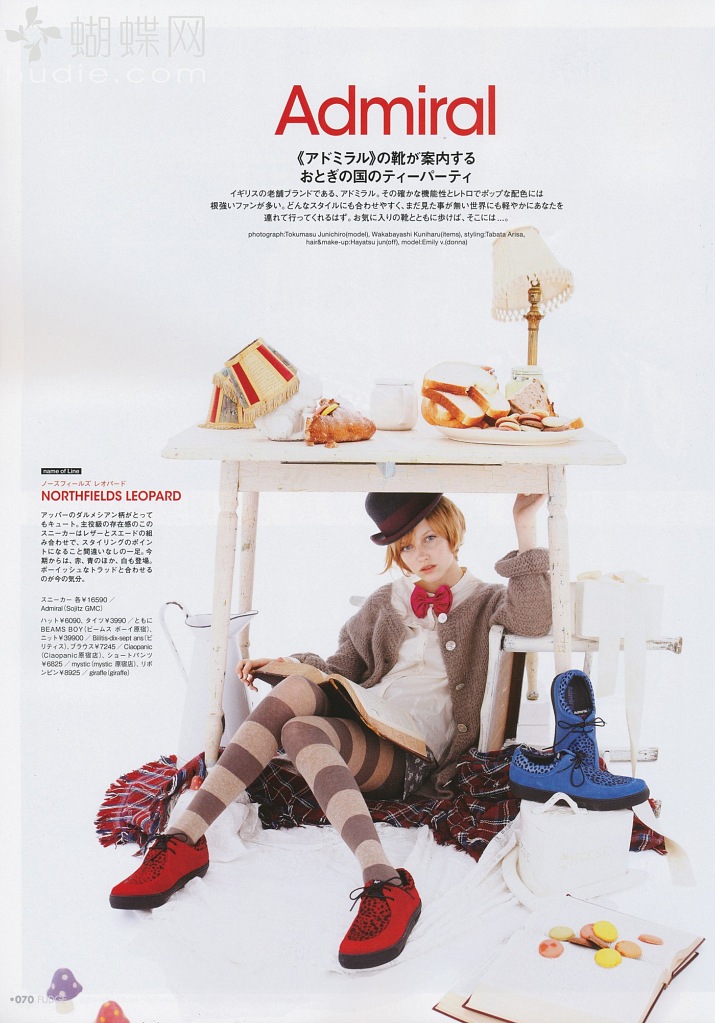 蝴蝶网
hudie.com
Admiral
《アドミラル》の靴が案内する
おとぎの国のティーパーティ
イギリスの老舗ブランドである、アドミラル。その確かな機能性とレトロでポップな配色には
根強いファンが多い。どんなスタイルにも合わせやすく、まだ見た事が無い世界にも軽やかにあなたを
連れて行ってくれるはず。お気に入りの靴とともに歩けば、そこには…。
photograph:Tokumasu Junichiro(model), Wakabayashi Kuniharu(items), styling:Tabata Arisa,
hair&make-up:Hayatsu jun(off), model:Emily v.(donna)
name of Line
ノースフィールズ レオパード
NORTHFIELDS LEOPARD
アッパーのダルメシアン柄がとって
もキュート。主役級の存在感のこの
スニーカーはレザーとスエードの組
み合わせで、スタイリングのポイント
になること間違いなしの一足。今
期からは、赤、青のほか、白も登場。
ボーイッシュなトラッドと合わせる
のが今の気分。
スニーカー 各¥16590／
Admiral(Sojitz GMC)
ハット¥6090、タイツ¥3990／ともに
BEAMS BOY(ビームス ボーイ原宿)、
ニット¥39900／Bilitis-dix-sept ans(ビ
リティス)、ブラウス¥7245／Ciaopanic
(Ciaopanic原宿店)、ショートパンツ
¥6825／mystic(mystic 原宿店)、リボ
ンピン¥8925／giraffe(giraffe)
070 FUDGE